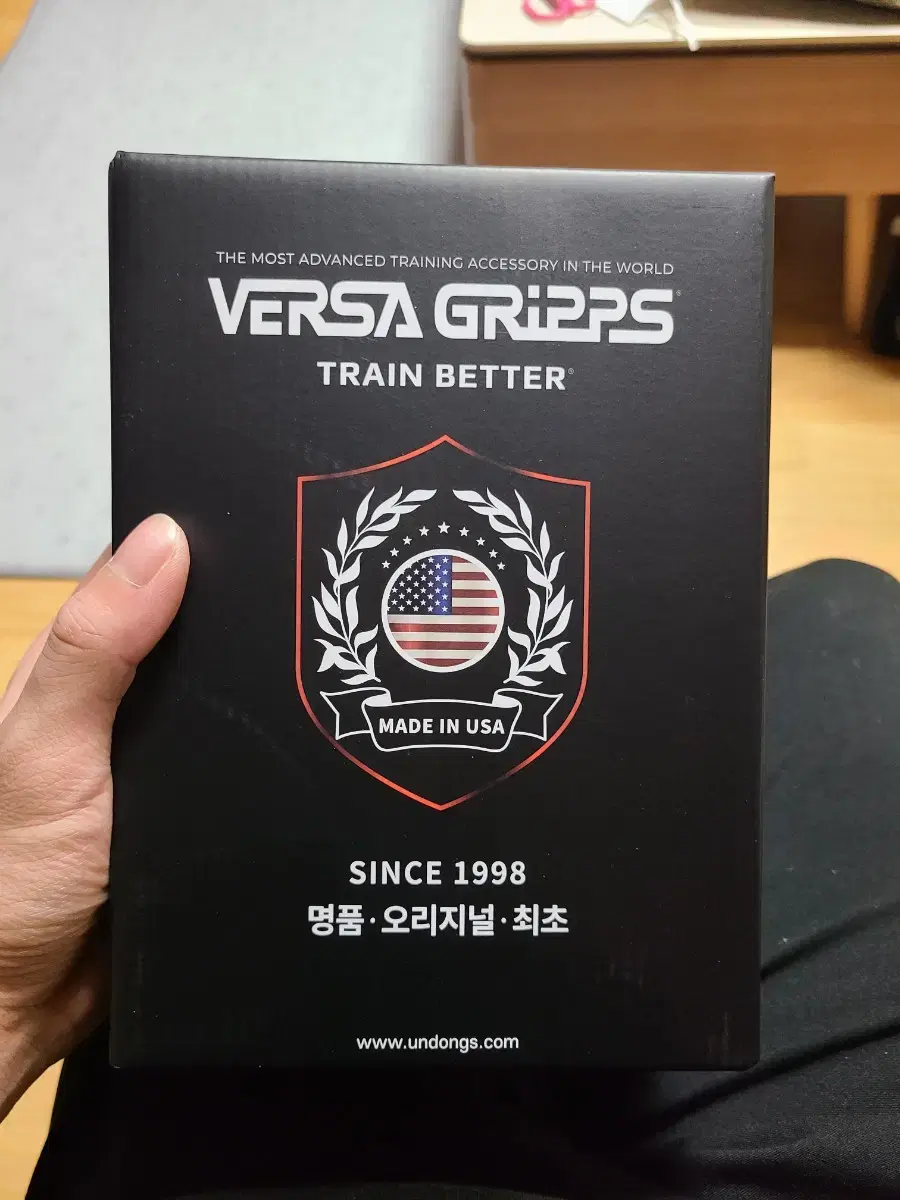 THE MOST ADVANCED TRAINING ACCESSORY IN THE WORLD
VERSA GRIPPS®
TRAIN BETTER®
MADE IN USA
SINCE 1998
명품·오리지널·최초
www.undongs.com